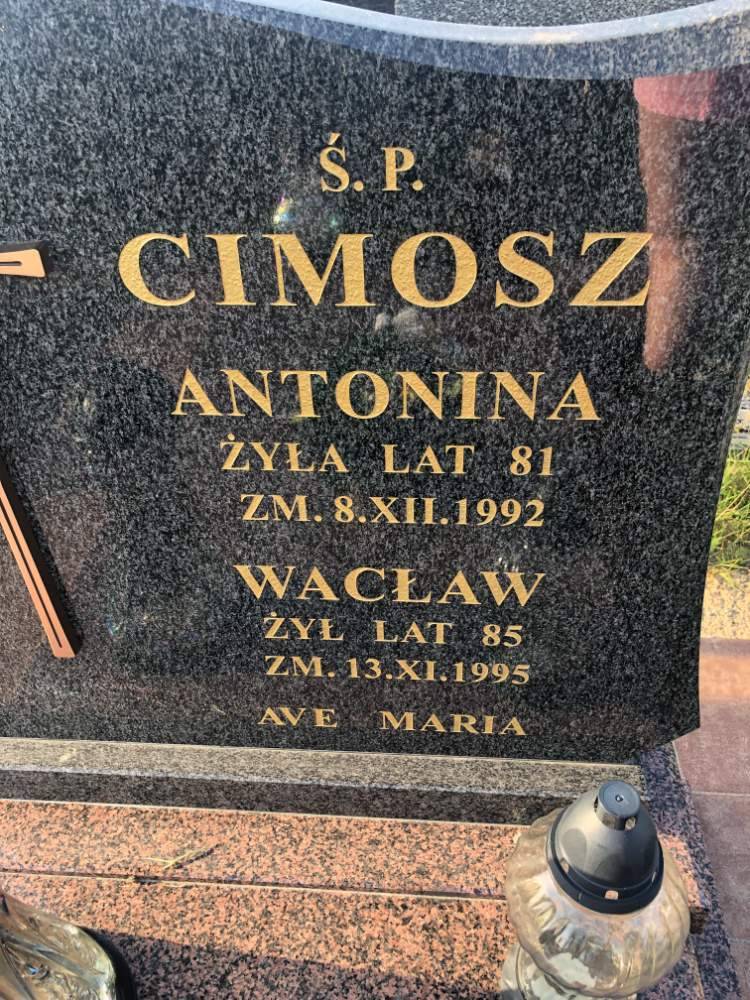 Ś. P.
CIMOSZ
ANTONINA
ŻYŁA LAT 81
ZM. 8.XII.1992
WACŁAW
ŻYŁ LAT 85
ZM. 13.XI.1995
AVE MARIA